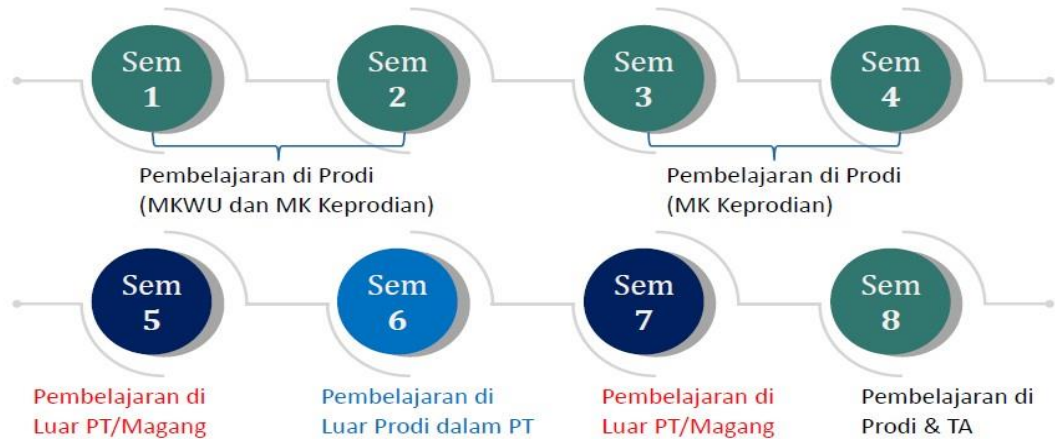 Sem
1
Sem
2
Sem
3
Sem
4
Pembelajaran di Prodi
(MKWU dan MK Keprodian)
Pembelajaran di Prodi
(MK Keprodian)
Sem
5
Sem
6
Sem
7
Sem
8
Pembelajaran di
Luar PT/Magang
Pembelajaran di
Luar Prodi dalam PT
Pembelajaran di
Luar PT/Magang
Pembelajaran di
Prodi & TA